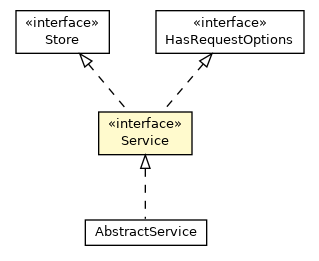 «interface»
Store
«interface»
HasRequestOptions
«interface»
Service
AbstractService